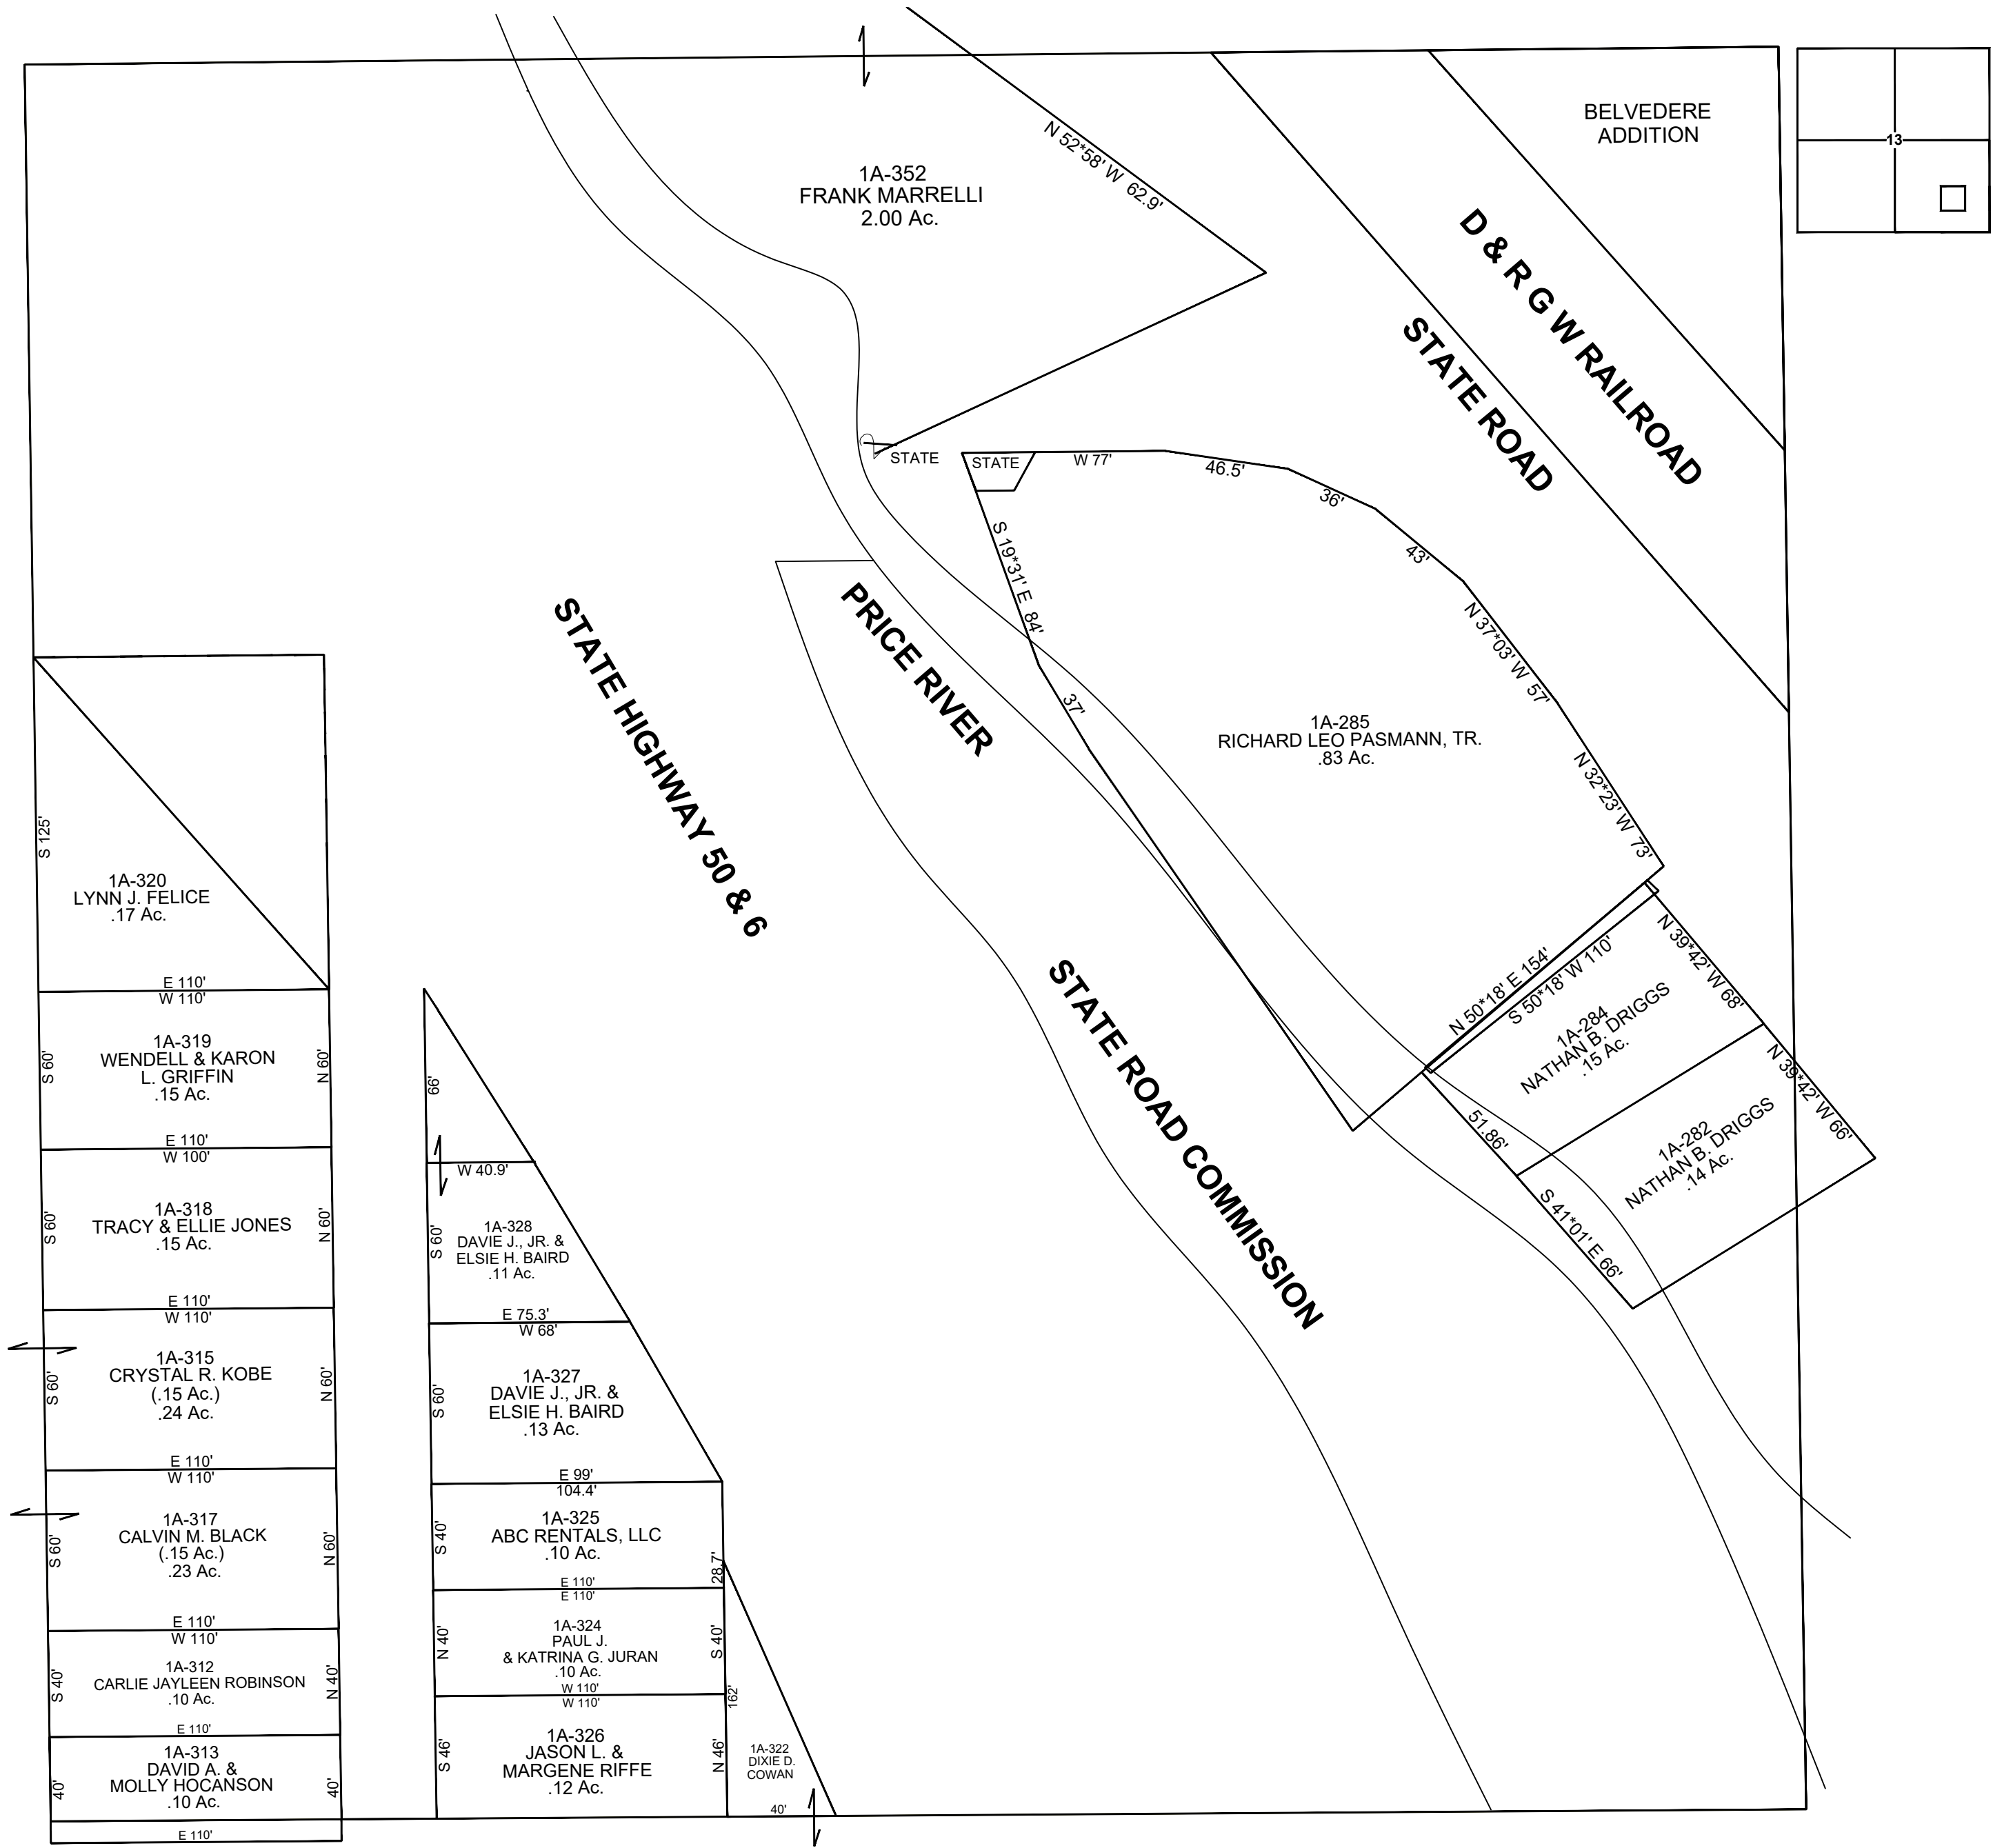 BELVEDERE
ADDITION
13
1A-352
FRANK MARRELLI
2.00 Ac.
N 52*58' W 62.9'
D & R G W RAILROAD
STATE ROAD
STATE
STATE
W 77'
46.5'
36'
43'
N 37*03' W 57'
N 32*23' W 73'
S 19*31' E 84'
37'
1A-285
RICHARD LEO PASMANN, TR.
.83 Ac.
N 50*18' E 154'
S 50*18' W 110'
N 39*42' W 68'
1A-284
NATHAN B. DRIGGS
.15 Ac.
51.86'
N 39*42' W 66'
1A-282
NATHAN B. DRIGGS
.14 Ac.
S 41*01' E 66'
PRICE RIVER
STATE HIGHWAY 50 & 6
STATE ROAD COMMISSION
S 125'
1A-320
LYNN J. FELICE
.17 Ac.
E 110'
W 110'
S 60'
1A-319
WENDELL & KARON
L. GRIFFIN
.15 Ac.
N 60'
E 110'
W 100'
S 60'
1A-318
TRACY & ELLIE JONES
.15 Ac.
N 60'
E 110'
W 110'
S 60'
1A-315
CRYSTAL R. KOBE
(.15 Ac.)
.24 Ac.
N 60'
E 110'
W 110'
S 60'
1A-317
CALVIN M. BLACK
(.15 Ac.)
.23 Ac.
N 60'
E 110'
W 110'
S 40'
1A-312
CARLIE JAYLEEN ROBINSON
.10 Ac.
N 40'
E 110'
40'
1A-313
DAVID A. &
MOLLY HOCANSON
.10 Ac.
40'
E 110'
66'
W 40.9'
S 60'
1A-328
DAVIE J., JR. &
ELSIE H. BAIRD
.11 Ac.
E 75.3'
W 68'
S 60'
1A-327
DAVIE J., JR. &
ELSIE H. BAIRD
.13 Ac.
E 99'
104.4'
S 40'
1A-325
ABC RENTALS, LLC
.10 Ac.
28.7'
E 110'
E 110'
N 40'
1A-324
PAUL J.
& KATRINA G. JURAN
.10 Ac.
S 40'
W 110'
W 110'
162'
S 46'
1A-326
JASON L. &
MARGENE RIFFE
.12 Ac.
N 46'
1A-322
DIXIE D.
COWAN
40'